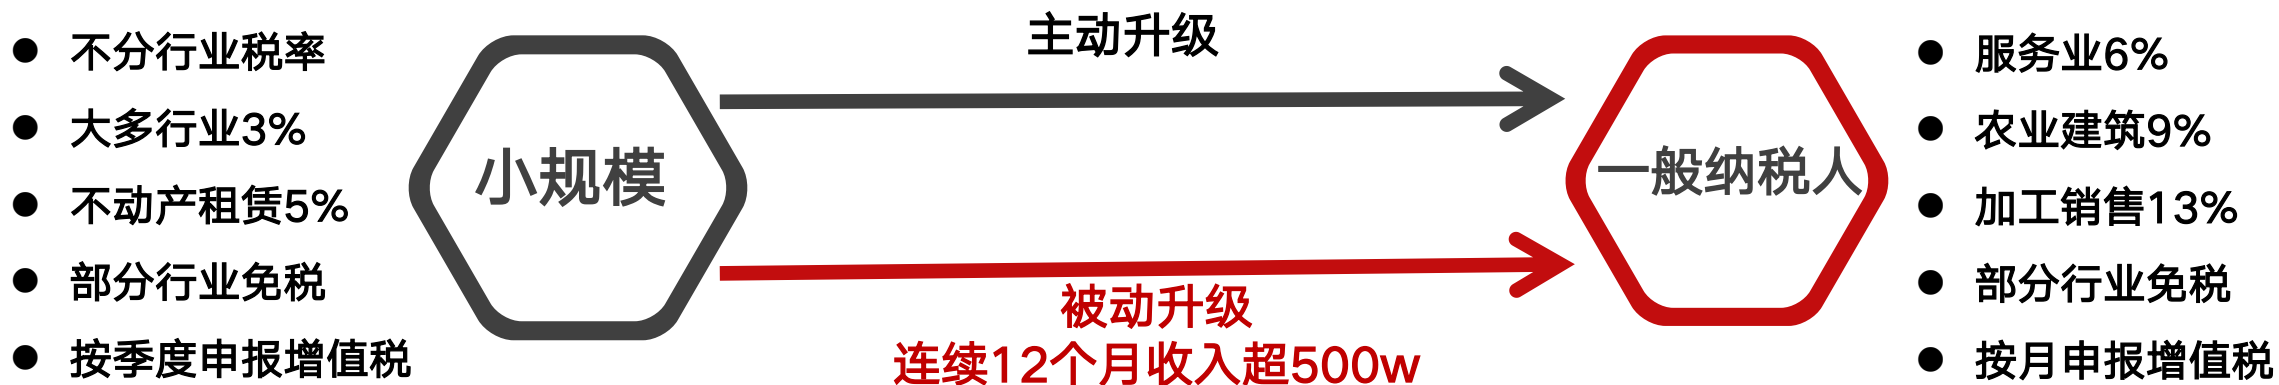 不分行业税率
大多行业3%
不动产租赁5%
部分行业免税
按季度申报增值税
小规模
主动升级
被动升级
连续12个月收入超500w
一般纳税人
服务业6%
农业建筑9%
加工销售13%
部分行业免税
按月申报增值税